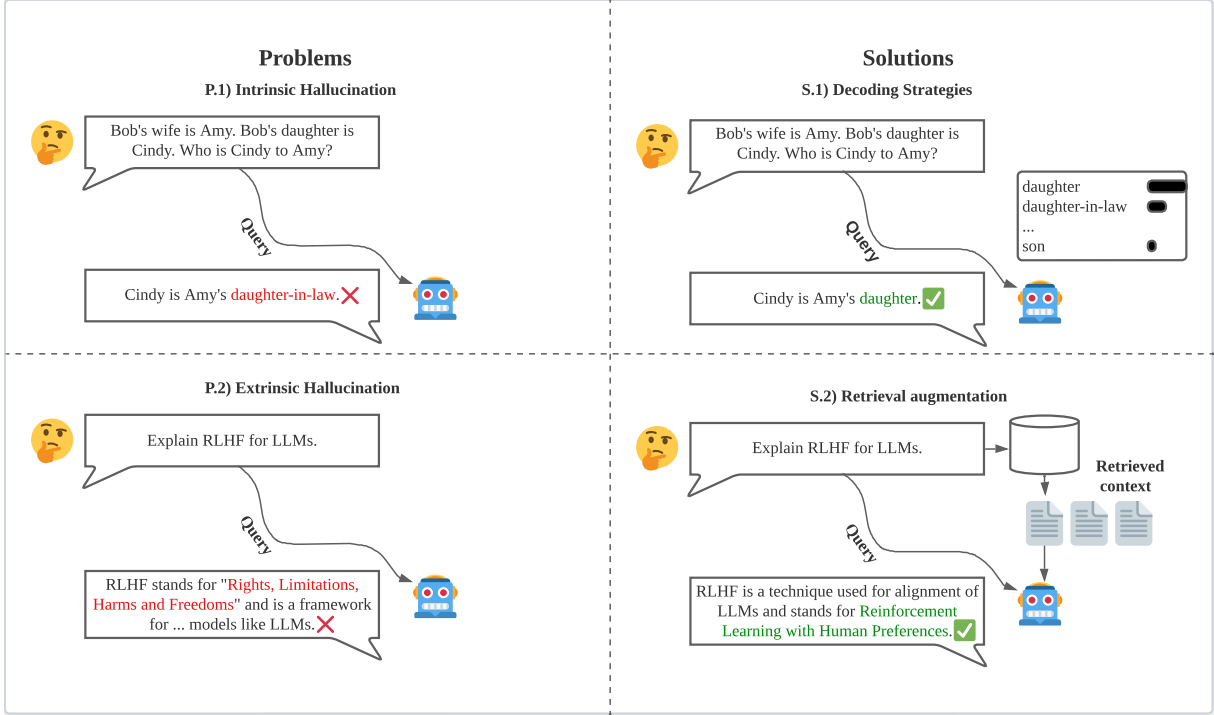 Problems
P.1) Intrinsic Hallucination
Bob's wife is Amy. Bob's daughter is
Cindy. Who is Cindy to Amy?
Query
Cindy is Amy's daughter-in-law.
Solutions
S.1) Decoding Strategies
Bob's wife is Amy. Bob's daughter is
Cindy. Who is Cindy to Amy?
daughter
daughter-in-law
...
son
Query
Cindy is Amy's daughter.
P.2) Extrinsic Hallucination
Explain RLHF for LLMs.
Query
RLHF stands for "Rights, Limitations,
Harms and Freedoms" and is a framework
for ... models like LLMs.
S.2) Retrieval augmentation
Explain RLHF for LLMs.
Retrieved
context
Query
RLHF is a technique used for alignment of
LLMs and stands for Reinforcement
Learning with Human Preferences.